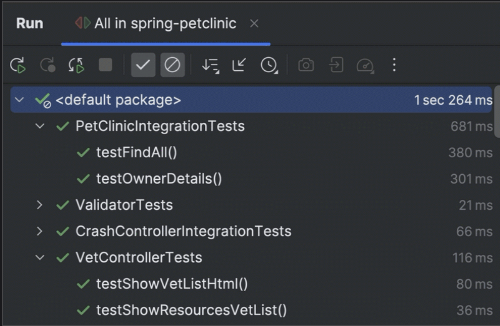 Run All in spring-petclinic
<default package> 1 sec 264 ms
PetClinicIntegrationTests 681 ms
testFindAll() 380 ms
testOwnerDetails() 301 ms
ValidatorTests 21 ms
CrashControllerIntegrationTests 66 ms
VetControllerTests 116 ms
testShowVetListHtml() 80 ms
testShowResourcesVetList() 36 ms